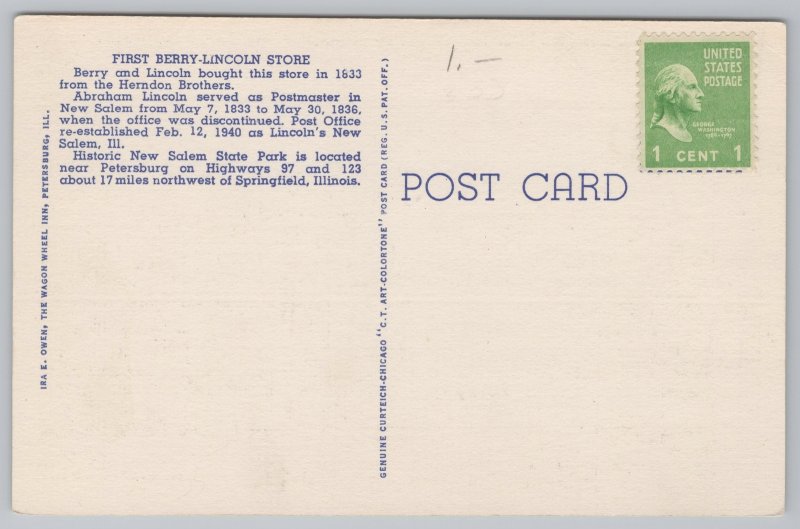 FIRST BERRY-LINCOLN STORE
Berry and Lincoln bought this store in 1833
from the Herndon Brothers.
Abraham Lincoln served as Postmaster in
New Salem from May 7, 1833 to May 30, 1836,
when the office was discontinued. Post Office
re-established Feb. 12, 1940 as Lincoln's New
Salem, Ill.
Historic New Salem State Park is located
near Petersburg on Highways 97 and 123
about 17 miles northwest of Springfield, Illinois.
IRA E. OWEN, THE WAGON WHEEL INN, PETERSBURG, ILL.
GENUINE CURTEICH-CHICAGO "C.T. ART-COLORTONE" POST CARD (REG. U.S. PAT. OFF.)
1.-
POST CARD
UNITED
STATES
POSTAGE
GEORGE
WASHINGTON
1789-1797
1 CENT 1